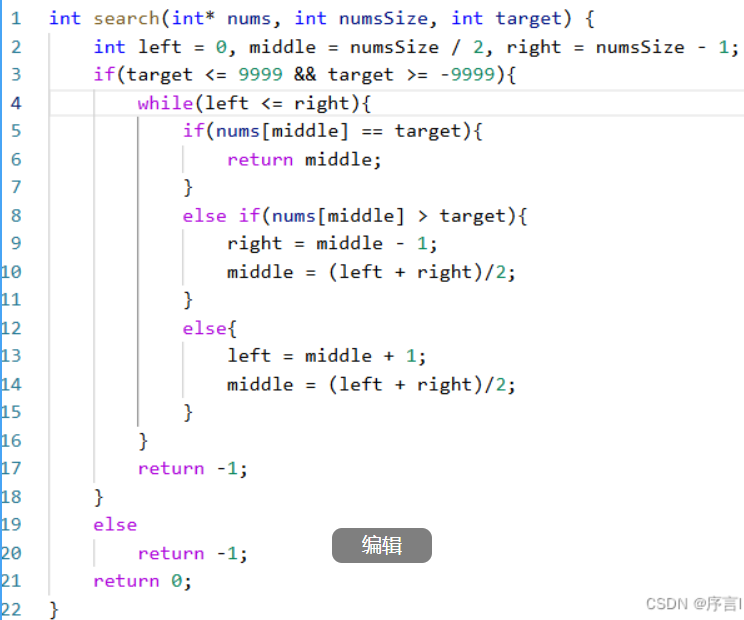 1 int search(int* nums, int numsSize, int target) {
2     int left = 0, middle = numsSize / 2, right = numsSize - 1;
3     if(target <= 9999 && target >= -9999){
4         while(left <= right){
5             if(nums[middle] == target){
6                 return middle;
7             }
8             else if(nums[middle] > target){
9                 right = middle - 1;
10                 middle = (left + right)/2;
11             }
12             else{
13                 left = middle + 1;
14                 middle = (left + right)/2;
15             }
16         }
17         return -1;
18     }
19     else
20         return -1;
21     return 0;
22 }
编辑
CSDN @序言